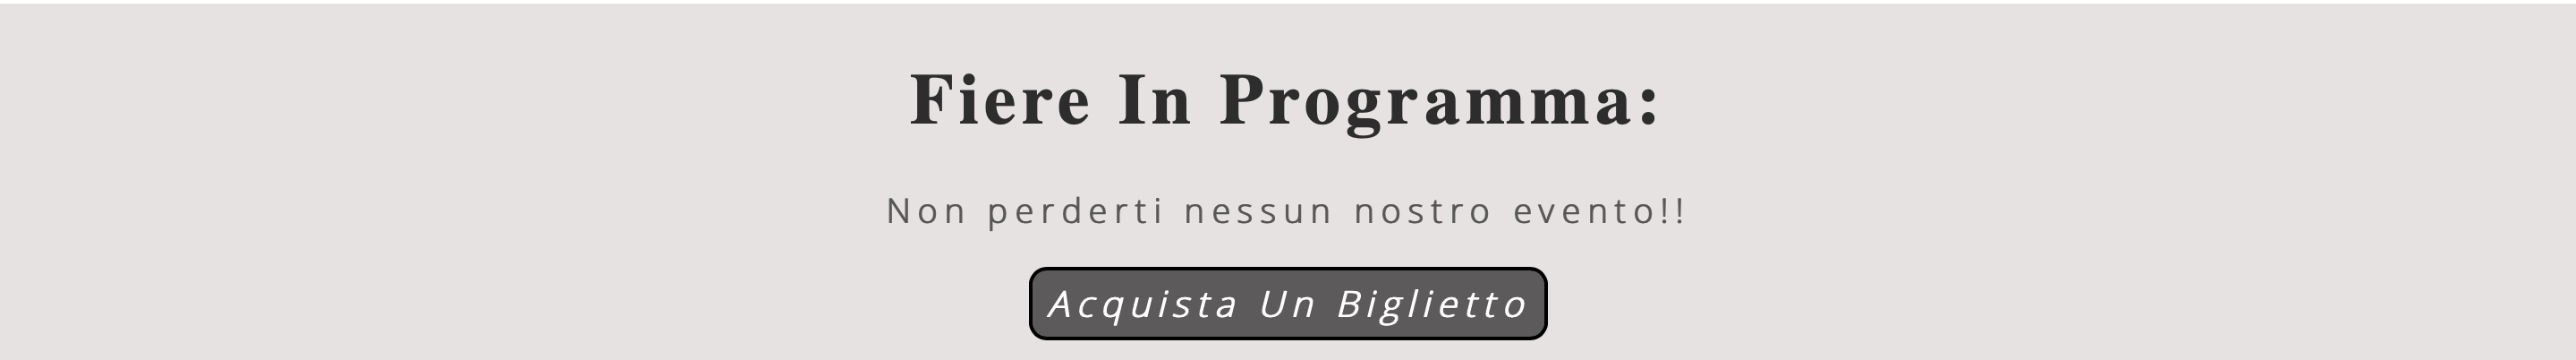 Fiere In Programma:
Non perderti nessun nostro evento!!
Acquista Un Biglietto